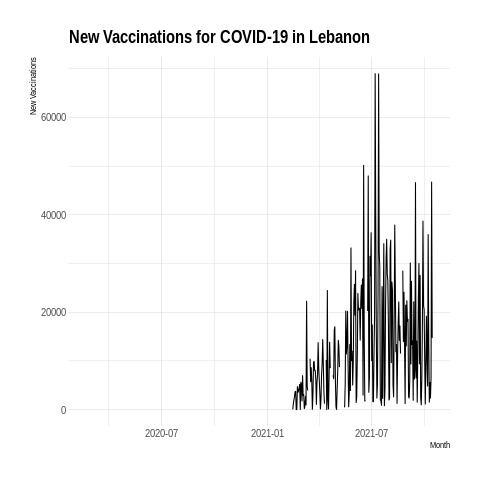 New Vaccinations for COVID-19 in Lebanon
New Vaccinations
60000
40000
20000
0
2020-07 2021-01 2021-07
Month